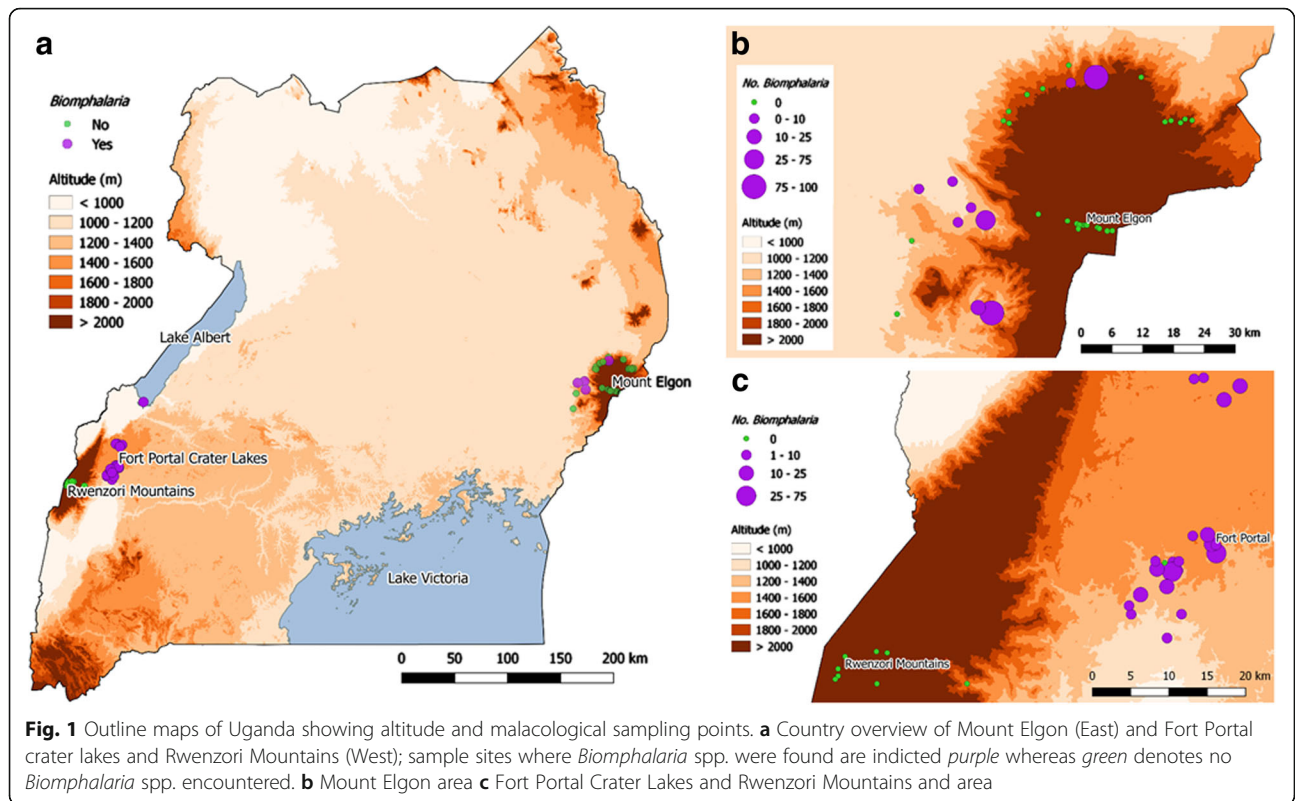 a
Biomphalaria
No
Yes
Altitude (m)
< 1000
1000 - 1200
1200 - 1400
1400 - 1600
1600 - 1800
1800 - 2000
> 2000
Lake Albert
Mount Elgon
Fort Portal Crater Lakes
Rwenzori Mountains
Lake Victoria
0 50 100 150 200 km
b
No. Biomphalaria
0
0 - 10
10 - 25
25 - 75
75 - 100
Altitude (m)
< 1000
1000 - 1200
1200 - 1400
1400 - 1600
1600 - 1800
1800 - 2000
> 2000
Mount Elgon
0 6 12 18 24 30 km
c
No. Biomphalaria
0
1 - 10
10 - 25
25 - 75
Altitude (m)
< 1000
1000 - 1200
1200 - 1400
1400 - 1600
1600 - 1800
1800 - 2000
> 2000
Fort Portal
Rwenzori Mountains
0 5 10 15 20 km
Fig. 1 Outline maps of Uganda showing altitude and malacological sampling points. a Country overview of Mount Elgon (East) and Fort Portal
crater lakes and Rwenzori Mountains (West); sample sites where Biomphalaria spp. were found are indicted purple whereas green denotes no
Biomphalaria spp. encountered. b Mount Elgon area c Fort Portal Crater Lakes and Rwenzori Mountains and area